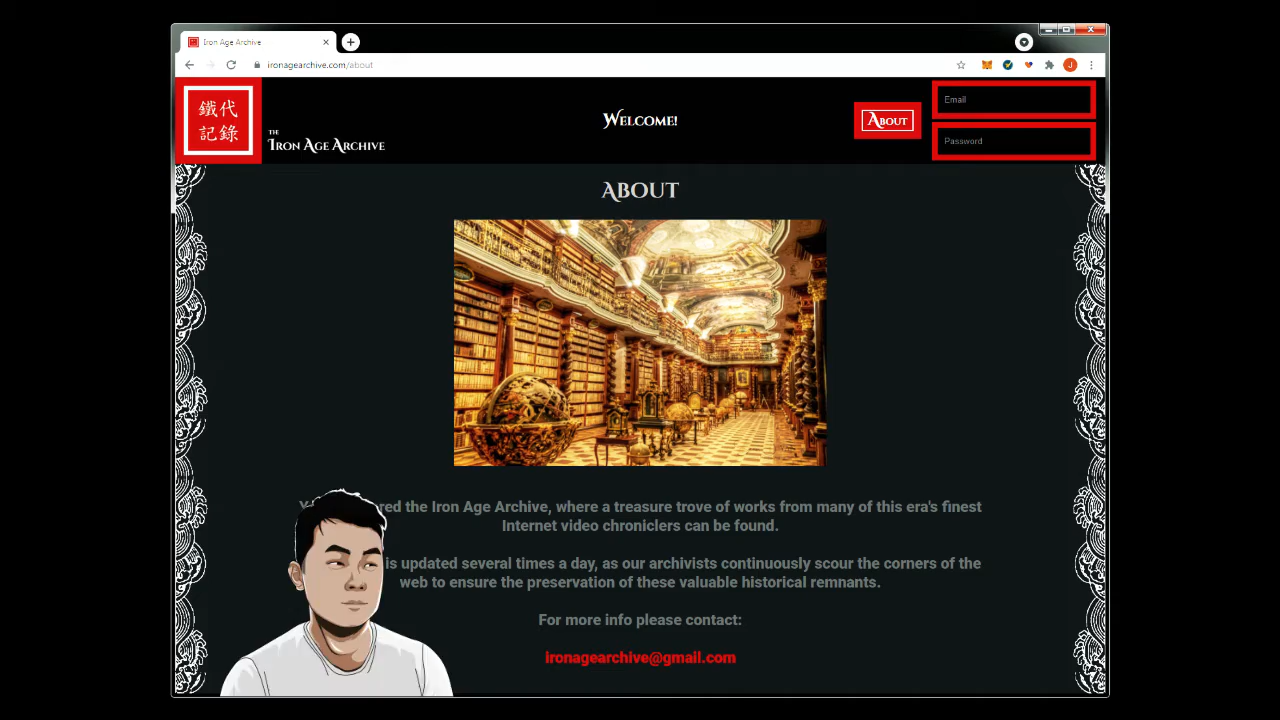 Iron Age Archive
ironagearchive.com/about
J
鐵代
記錄
THE
Iron Age Archive
Welcome!
About
Email
Password
About
red the Iron Age Archive, where a treasure trove of works from many of this era's finest
Internet video chroniclers can be found.
is updated several times a day, as our archivists continuously scour the corners of the
web to ensure the preservation of these valuable historical remnants.
For more info please contact:
ironagearchive@gmail.com